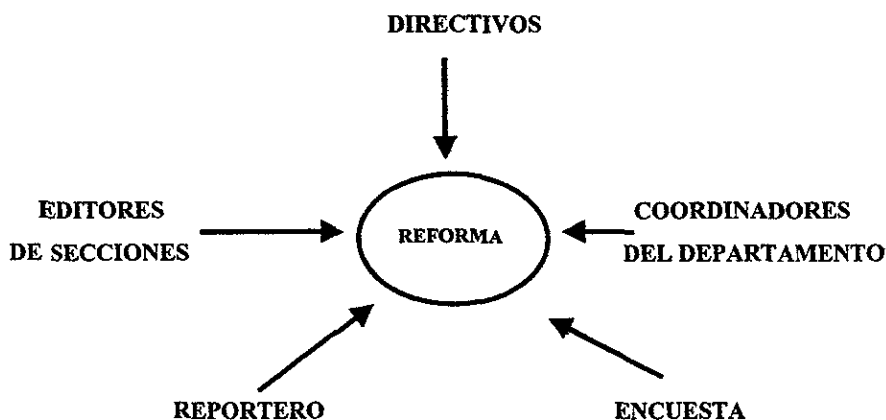 DIRECTIVOS
EDITORES
DE SECCIONES
REFORMA
COORDINADORES
DEL DEPARTAMENTO
REPORTERO
ENCUESTA